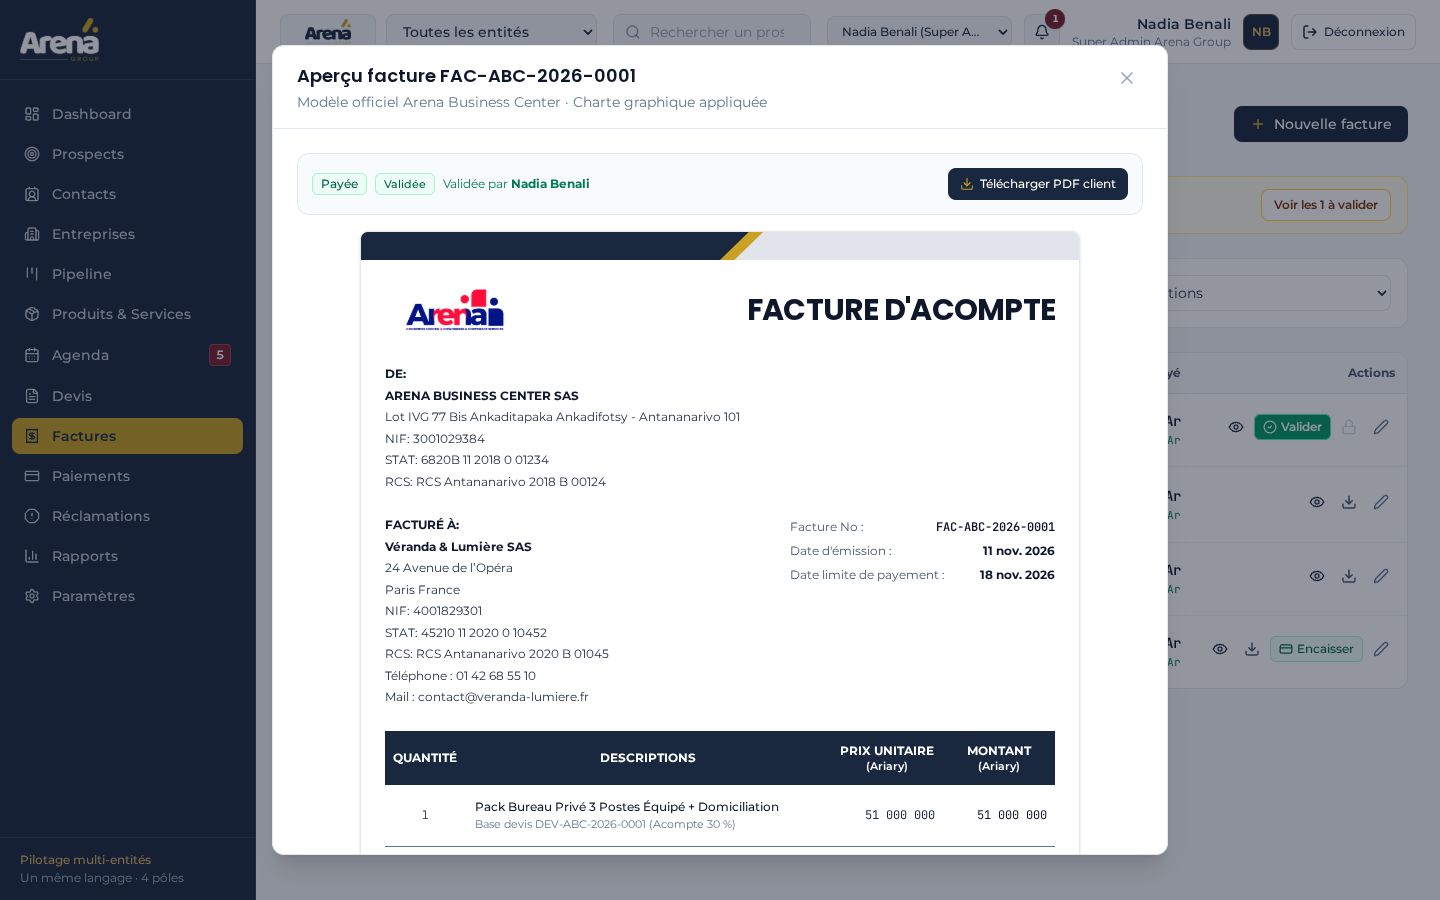 Arena
GROUP
Dashboard
Prospects
Contacts
Entreprises
Pipeline
Produits & Services
Agenda
5
Devis
Factures
Paiements
Réclamations
Rapports
Paramètres
Pilotage multi-entités
Un même langage · 4 pôles
Arena
Toutes les entités
Rechercher un pros
Nadia Benali (Super A...
1
Nadia Benali
Super Admin Arena Group
NB
Déconnexion
Nouvelle facture
Voir les 1 à valider
Actions
Valider
Encaisser
Aperçu facture FAC-ABC-2026-0001
Modèle officiel Arena Business Center · Charte graphique appliquée
Payée
Validée
Validée par Nadia Benali
Télécharger PDF client
Arena
FACTURE D'ACOMPTE
DE:
ARENA BUSINESS CENTER SAS
Lot IVG 77 Bis Ankaditapaka Ankadifotsy - Antananarivo 101
NIF: 3001029384
STAT: 6820B 11 2018 0 01234
RCS: RCS Antananarivo 2018 B 00124
FACTURÉ À:
Véranda & Lumière SAS
24 Avenue de l'Opéra
Paris France
NIF: 4001829301
STAT: 45210 11 2020 0 10452
RCS: RCS Antananarivo 2020 B 01045
Téléphone : 01 42 68 55 10
Mail : contact@veranda-lumiere.fr
Facture No : FAC-ABC-2026-0001
Date d'émission : 11 nov. 2026
Date limite de payement : 18 nov. 2026
QUANTITÉ DESCRIPTIONS PRIX UNITAIRE (Ariary) MONTANT (Ariary)
1 Pack Bureau Privé 3 Postes Équipé + Domiciliation 51 000 000 51 000 000
Base devis DEV-ABC-2026-0001 (Acompte 30 %)